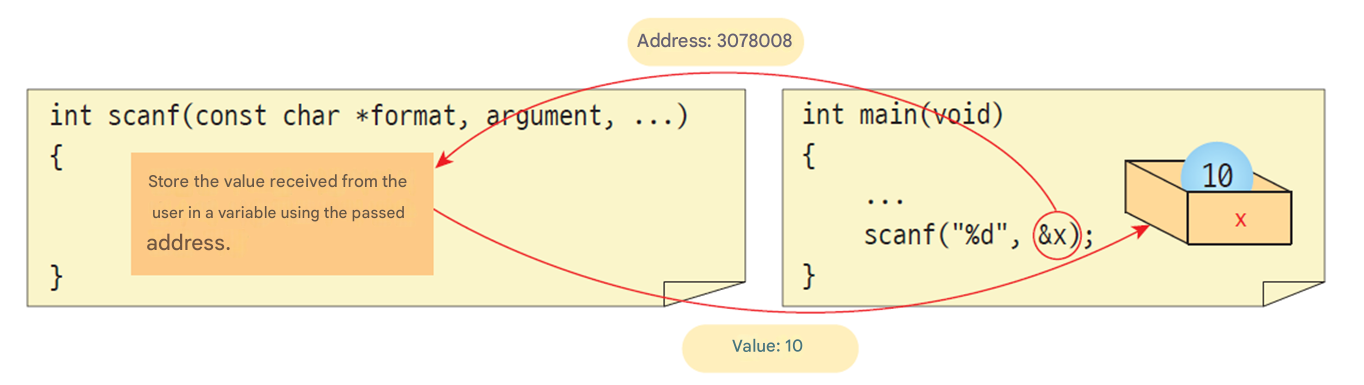 Address: 3078008
int scanf(const char *format, argument, ...)
{
Store the value received from the
user in a variable using the passed
address.
}
int main(void)
{
...
scanf("%d", &x);
}
10
x
Value: 10